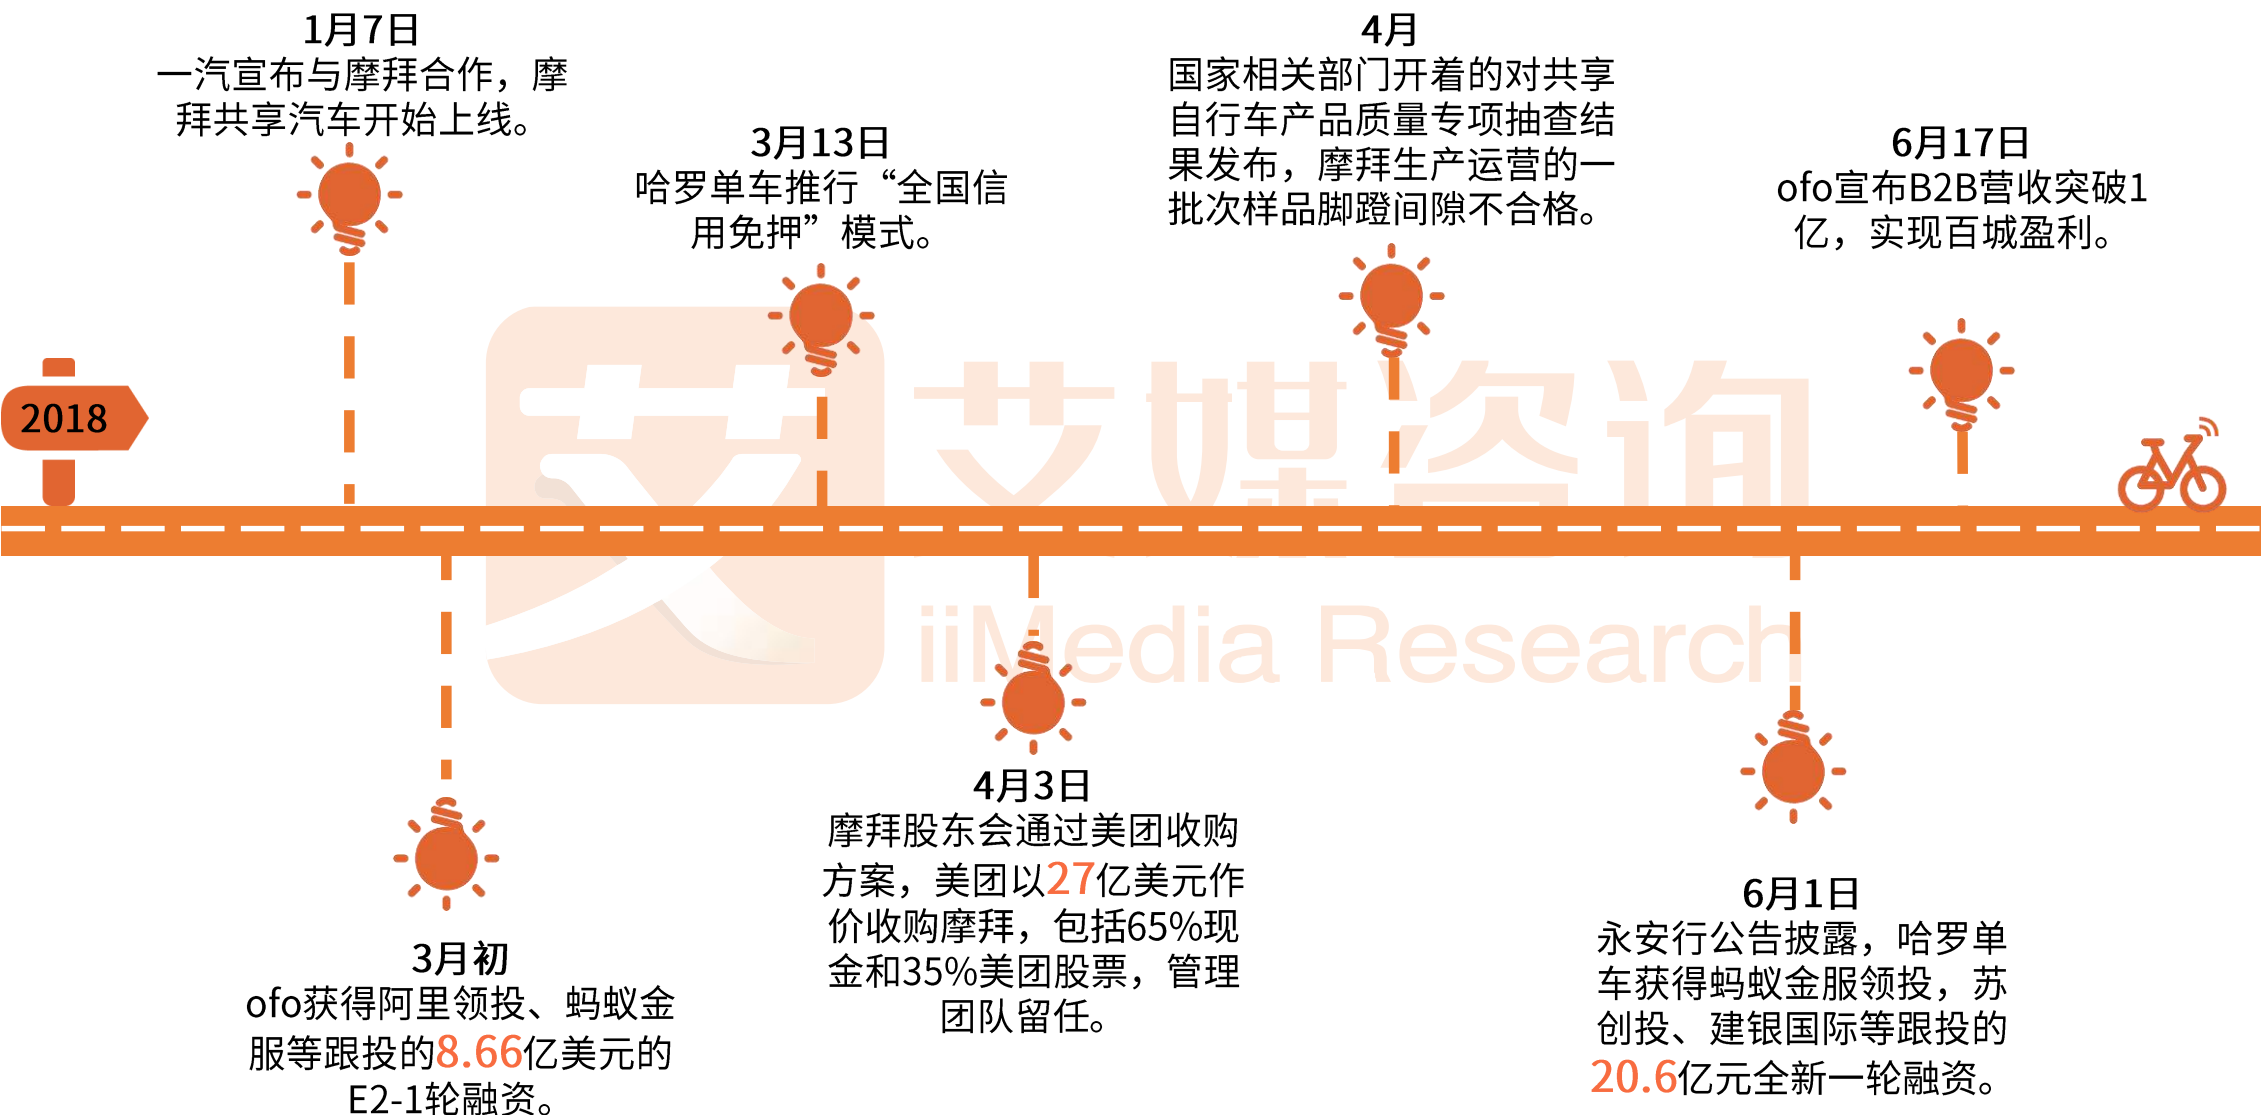 1月7日
一汽宣布与摩拜合作，摩
拜共享汽车开始上线。
3月13日
哈罗单车推行“全国信
用免押”模式。
4月
国家相关部门开着的对共享
自行车产品质量专项抽查结
果发布，摩拜生产运营的一
批次样品脚蹬间隙不合格。
6月17日
ofo宣布B2B营收突破1
亿，实现百城盈利。
2018
艾媒咨询
iiMedia Research
3月初
ofo获得阿里领投、蚂蚁金
服等跟投的8.66亿美元的
E2-1轮融资。
4月3日
摩拜股东会通过美团收购
方案，美团以27亿美元作
价收购摩拜，包括65%现
金和35%美团股票，管理
团队留任。
6月1日
永安行公告披露，哈罗单
车获得蚂蚁金服领投，苏
创投、建银国际等跟投的
20.6亿元全新一轮融资。